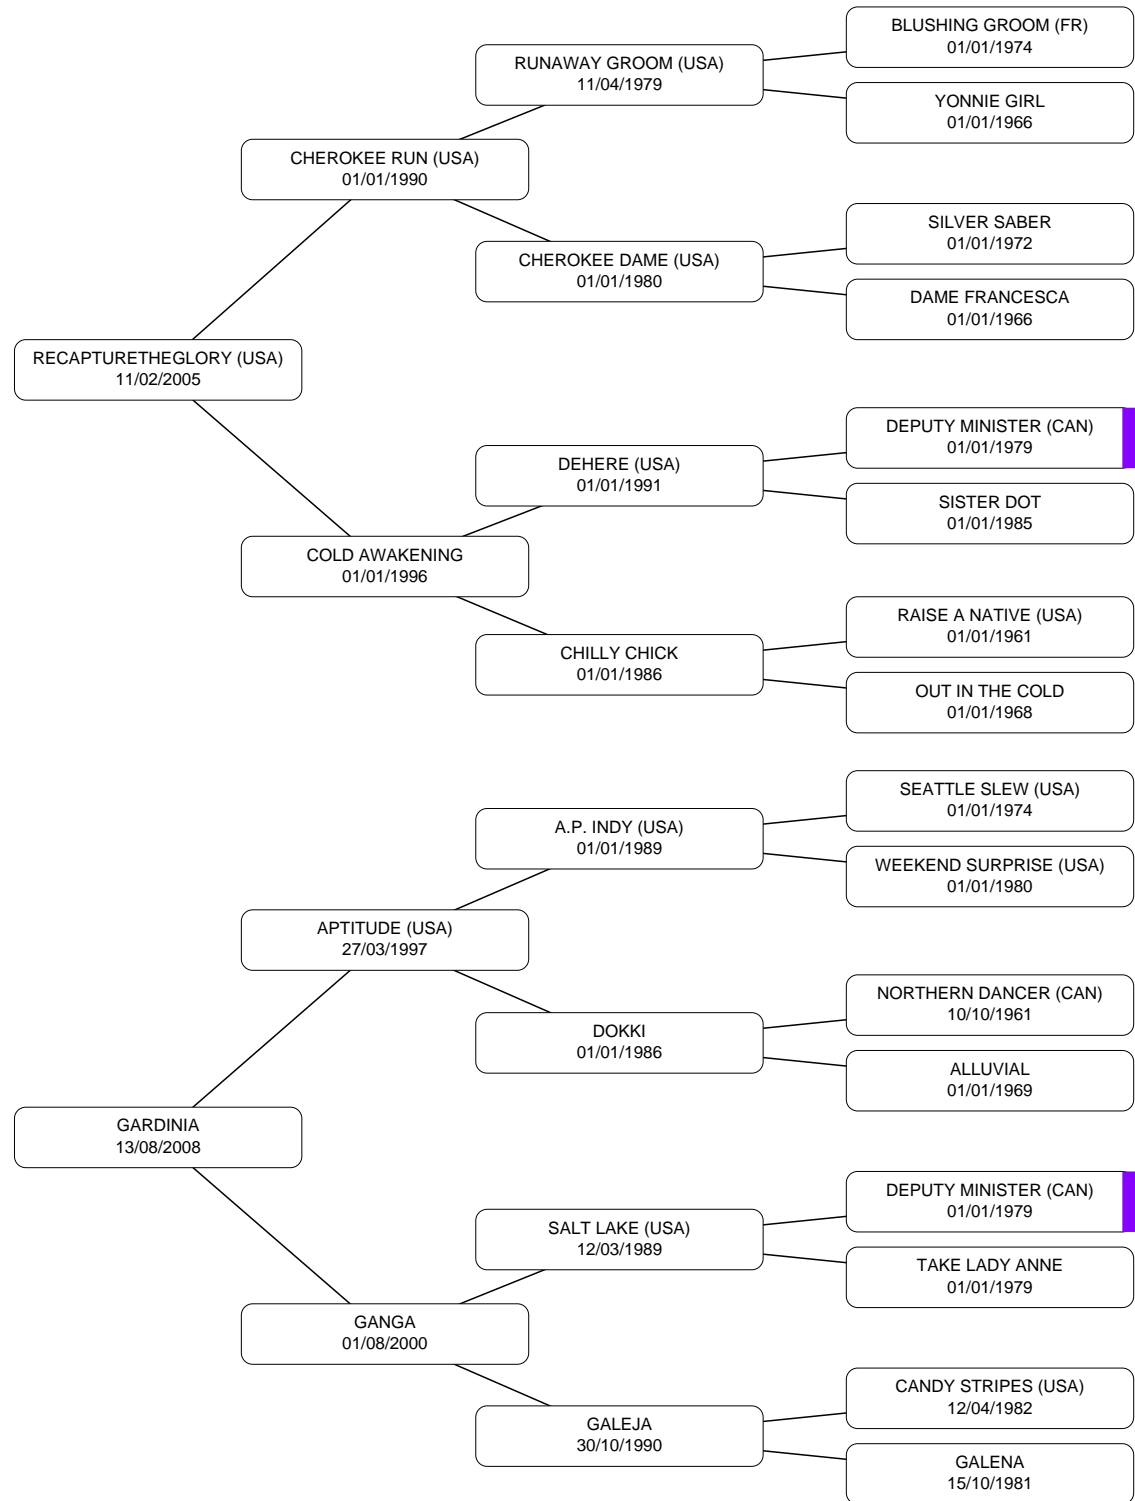 BLUSHING GROOM (FR)
01/01/1974
RUNAWAY GROOM (USA)
11/04/1979
YONNIE GIRL
01/01/1966
CHEROKEE RUN (USA)
01/01/1990
SILVER SABER
01/01/1972
CHEROKEE DAME (USA)
01/01/1980
DAME FRANCESCA
01/01/1966
RECAPTURETHEGLORY (USA)
11/02/2005
DEPUTY MINISTER (CAN)
01/01/1979
DEHERE (USA)
01/01/1991
SISTER DOT
01/01/1985
COLD AWAKENING
01/01/1996
RAISE A NATIVE (USA)
01/01/1961
CHILLY CHICK
01/01/1986
OUT IN THE COLD
01/01/1968
SEATTLE SLEW (USA)
01/01/1974
A.P. INDY (USA)
01/01/1989
WEEKEND SURPRISE (USA)
01/01/1980
APTITUDE (USA)
27/03/1997
NORTHERN DANCER (CAN)
10/10/1961
DOKKI
01/01/1986
ALLUVIAL
01/01/1969
GARDINIA
13/08/2008
DEPUTY MINISTER (CAN)
01/01/1979
SALT LAKE (USA)
12/03/1989
TAKE LADY ANNE
01/01/1979
GANGA
01/08/2000
CANDY STRIPES (USA)
12/04/1982
GALEJA
30/10/1990
GALENA
15/10/1981